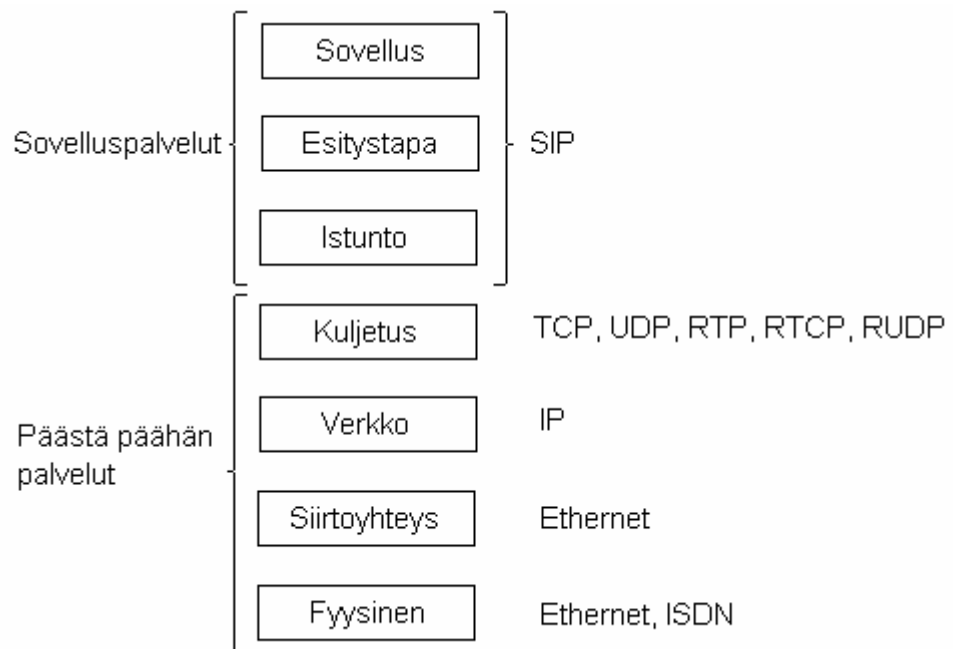 Sovellus
Sovelluspalvelut
Esitystapa
SIP
Istunto
Kuljetus
TCP, UDP, RTP, RTCP, RUDP
Verkko
IP
Päästä päähän
palvelut
Siirtoyhteys
Ethernet
Fyysinen
Ethernet, ISDN